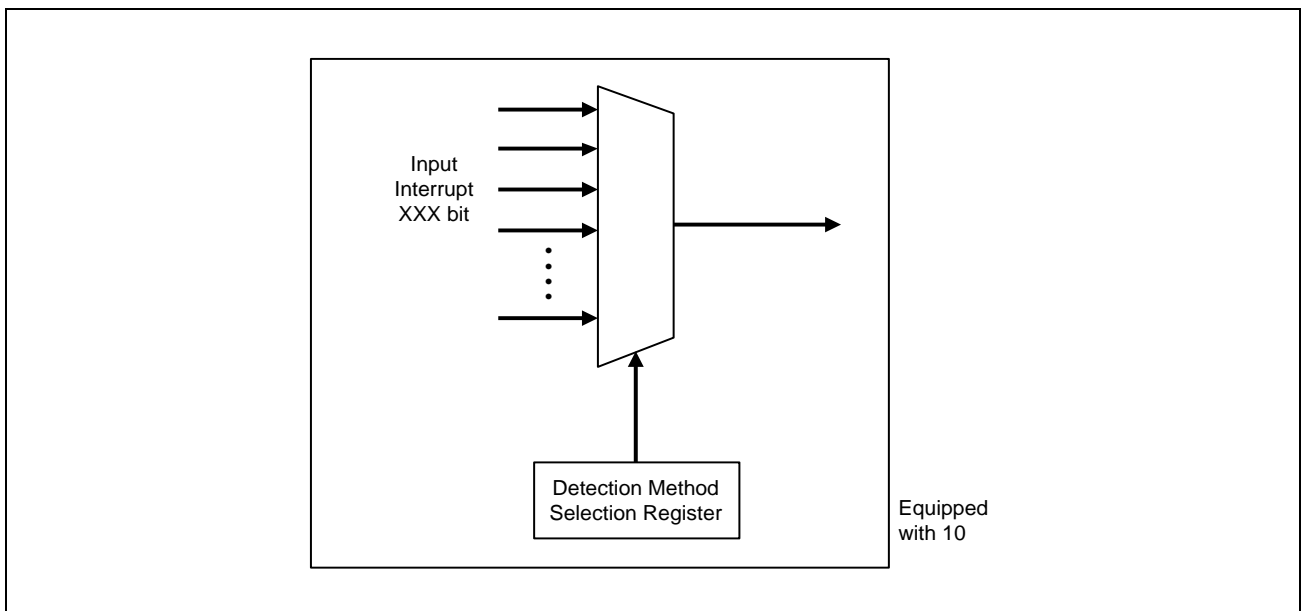 Input
Interrupt
XXX bit
Detection Method
Selection Register
Equipped
with 10